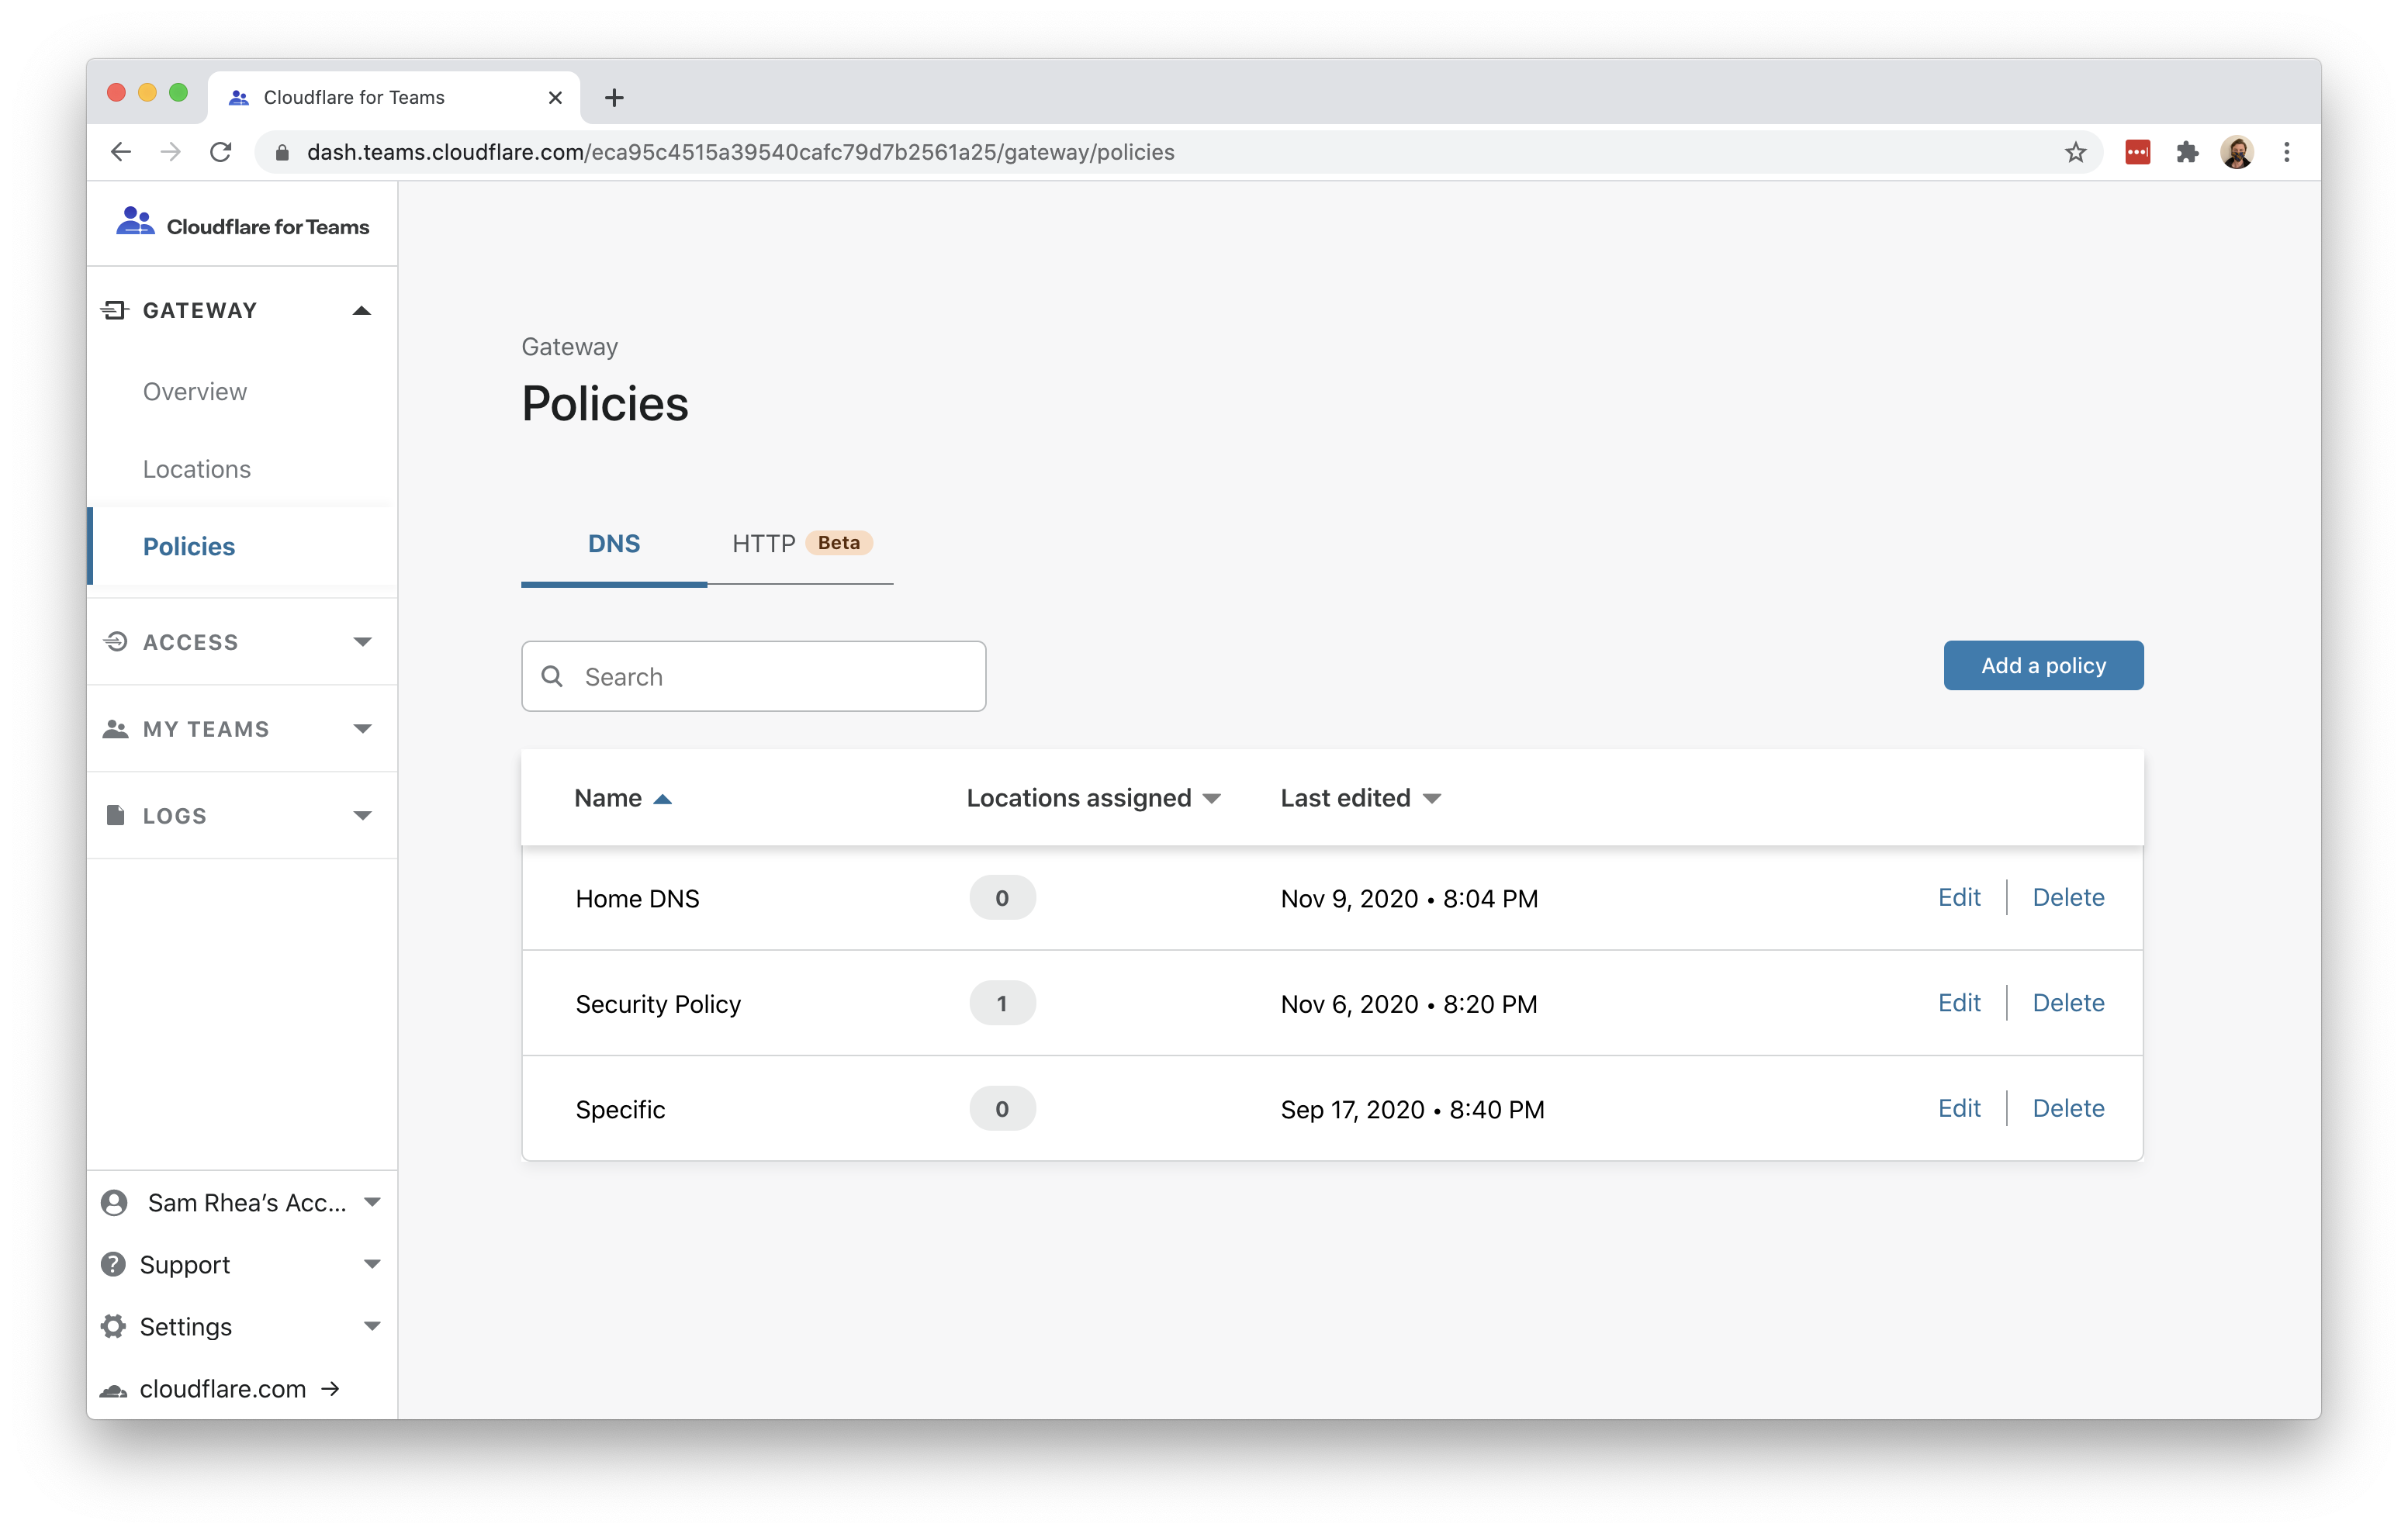 Cloudflare for Teams
dash.teams.cloudflare.com/eca95c4515a39540cafc79d7b2561a25/gateway/policies
Cloudflare for Teams
GATEWAY
Overview
Locations
Policies
ACCESS
MY TEAMS
LOGS
Sam Rhea’s Acc...
Support
Settings
cloudflare.com →
Gateway
Policies
DNS
HTTP Beta
Search
Add a policy
Name Locations assigned Last edited
Home DNS 0 Nov 9, 2020 • 8:04 PM Edit Delete
Security Policy 1 Nov 6, 2020 • 8:20 PM Edit Delete
Specific 0 Sep 17, 2020 • 8:40 PM Edit Delete